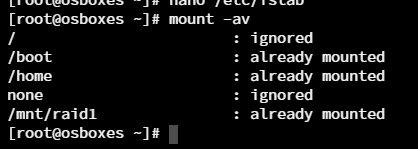 [root@osboxes ~]# nano /etc/fstab
[root@osboxes ~]# mount -av
/                        : ignored
/boot                    : already mounted
/home                    : already mounted
none                     : ignored
/mnt/raid1               : already mounted
[root@osboxes ~]#